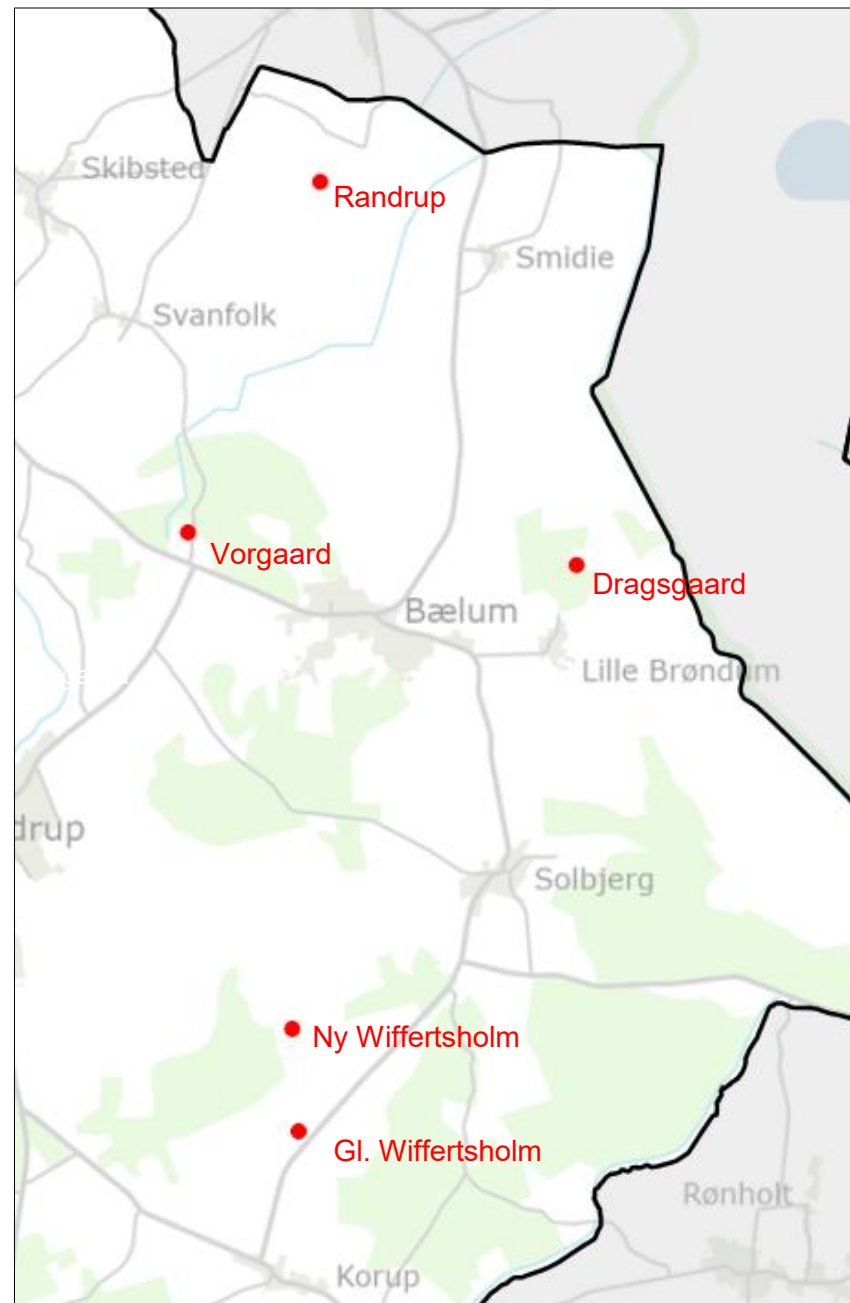 Skibsted
Randrup
Smidie
Svanfolk
Vorgaard
Dragsgaard
Bælum
Lille Brøndum
drup
Solbjerg
Ny Wiffertsholm
Gl. Wiffertsholm
Rønholt
Korup